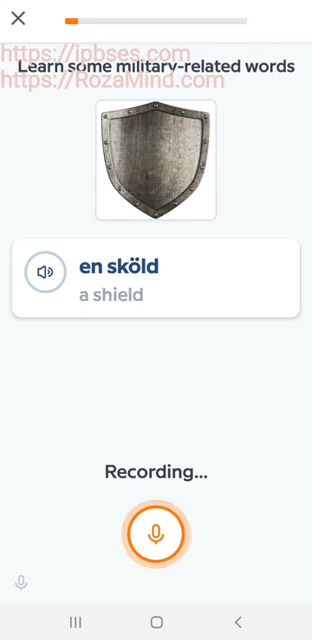 https://ipbses.com
Learn some military-related words
https://RozaMind.com
en sköld
a shield
Recording...